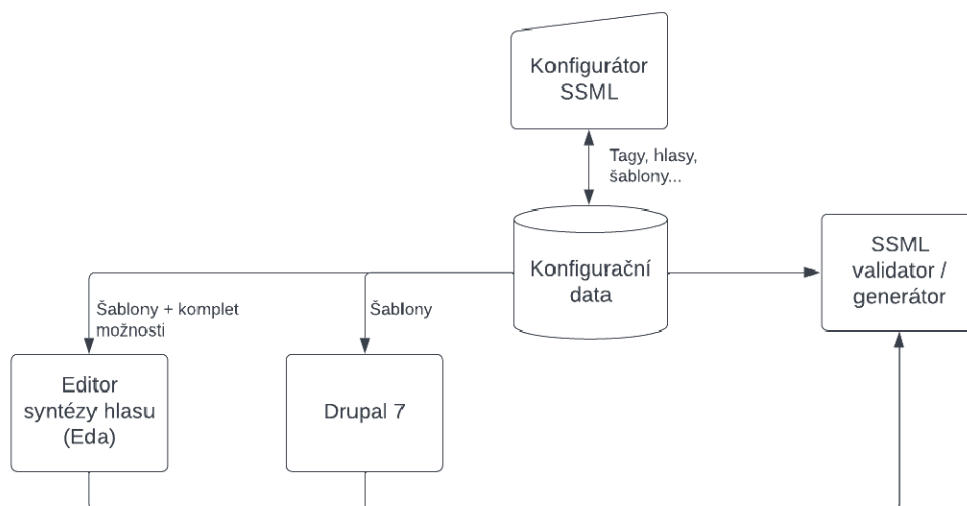 Konfigurátor
SSML
Tagy, hlasy,
šablony...
Konfigurační
data
SSML
validator /
generátor
Šablony + komplet
možnosti
Šablony
Editor
syntézy hlasu
(Eda)
Drupal 7